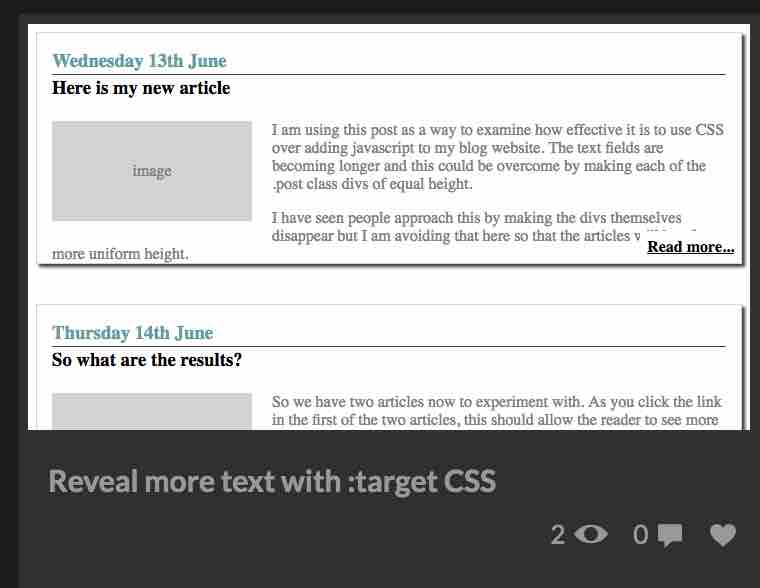 Wednesday 13th June
Here is my new article
image
I am using this post as a way to examine how effective it is to use CSS
over adding javascript to my blog website. The text fields are
becoming longer and this could be overcome by making each of the
.post class divs of equal height.
I have seen people approach this by making the divs themselves
disappear but I am avoiding that here so that the articles
Read more...
more uniform height.
Thursday 14th June
So what are the results?
So we have two articles now to experiment with. As you click the link
in the first of the two articles, this should allow the reader to see more
Reveal more text with :target CSS
2 0